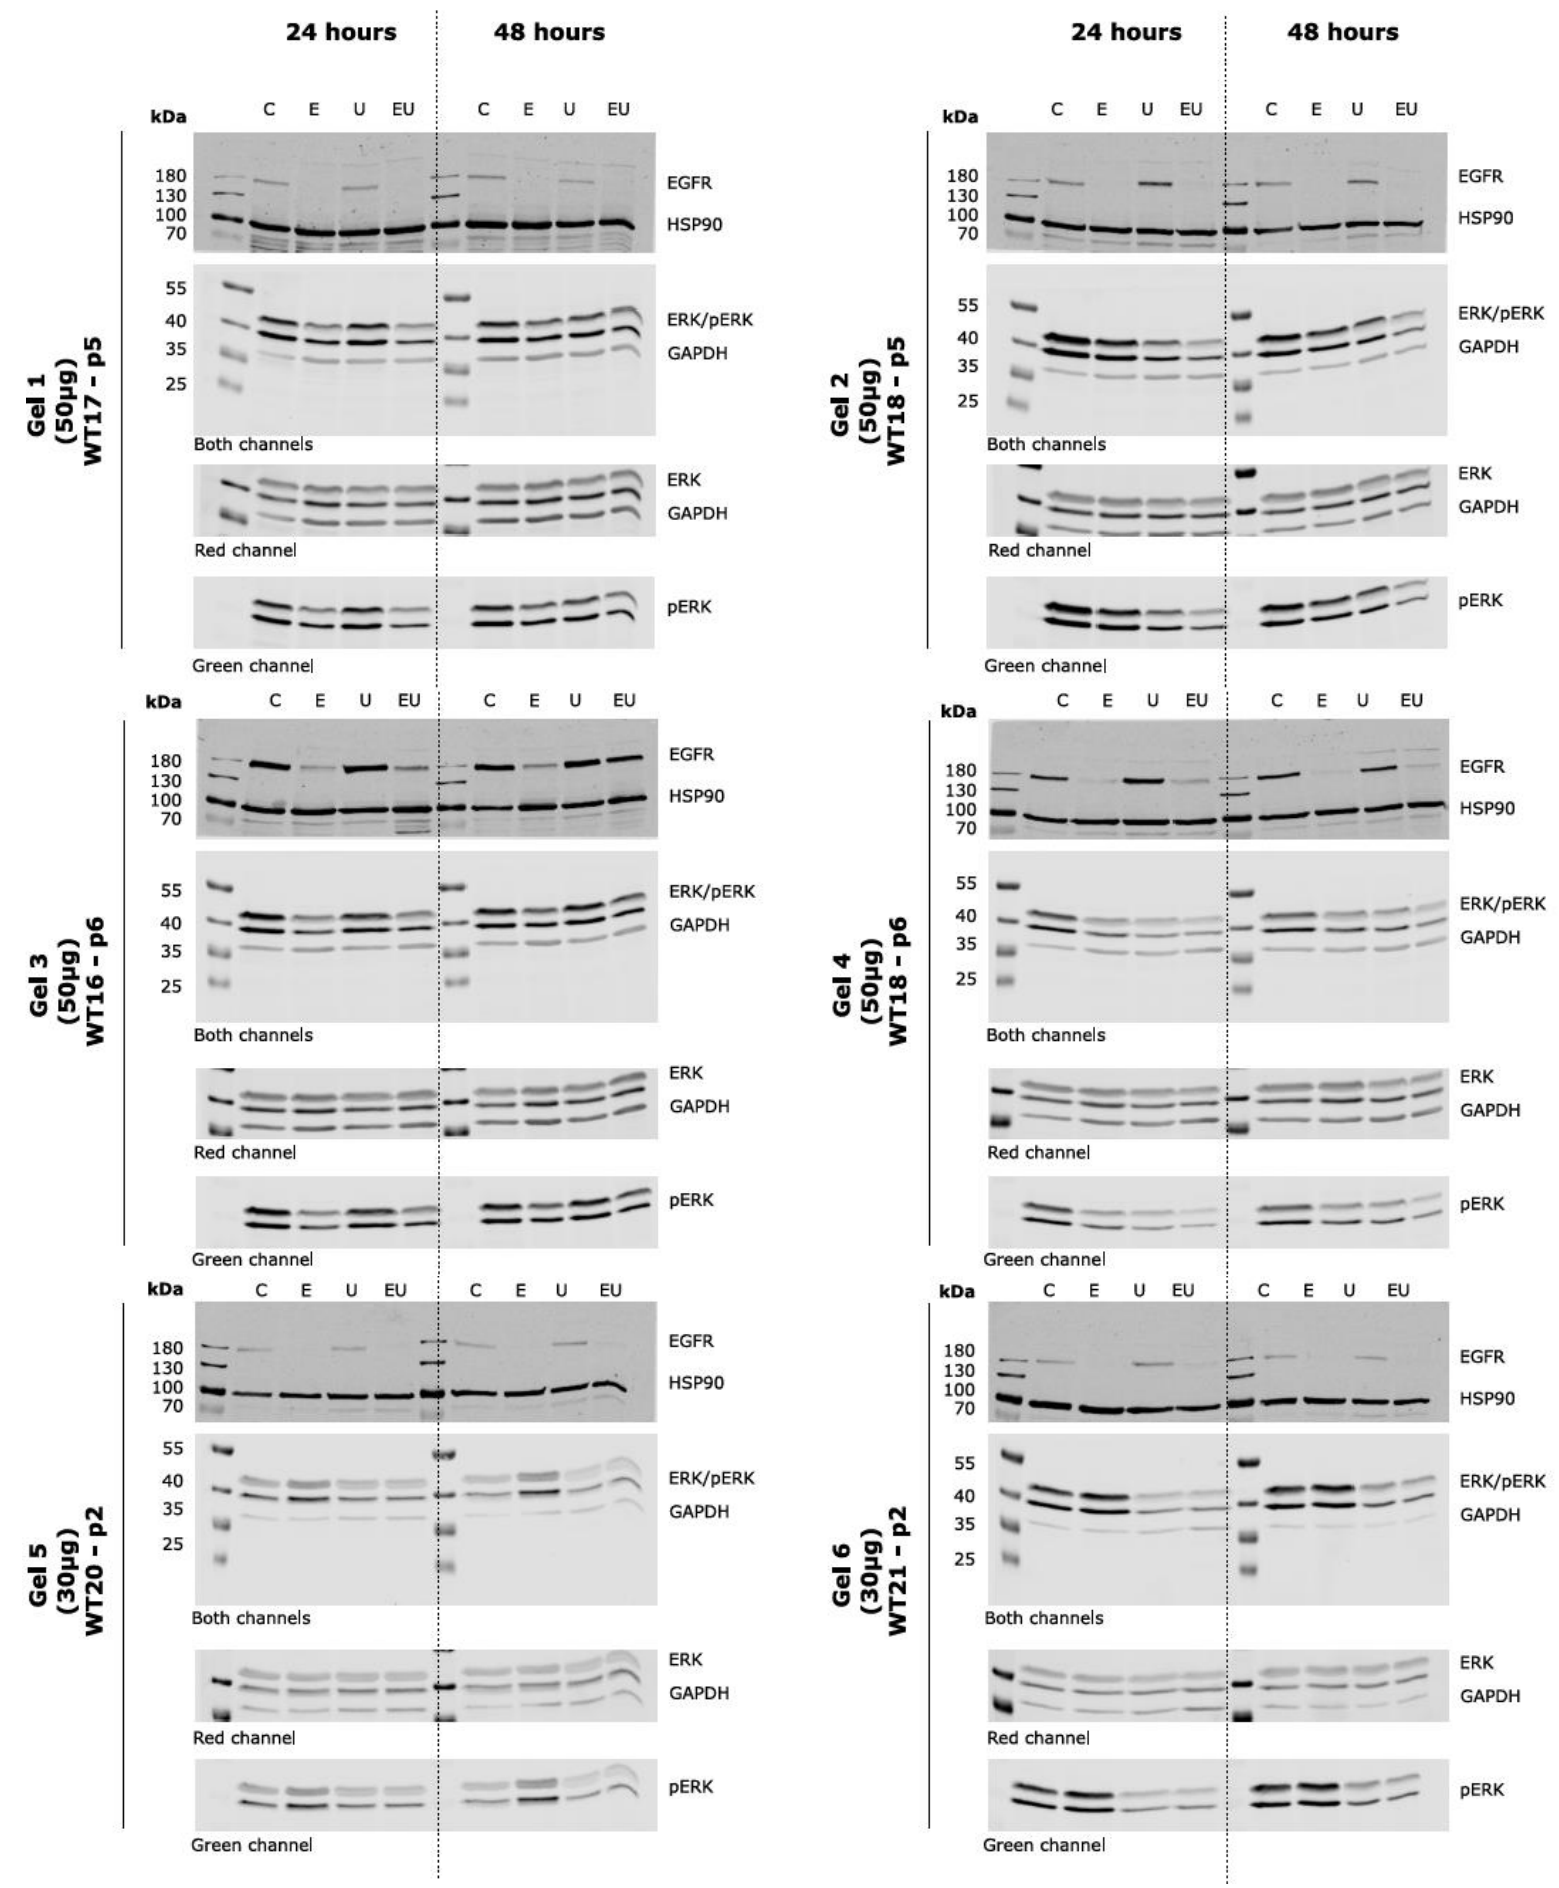 24 hours 48 hours 24 hours 48 hours
C E U EU C E U EU
kDa
180
130
100
70
EGFR
HSP90
55
40
35
25
ERK/pERK
GAPDH
Both channels
ERK
GAPDH
Red channel
pERK
Green channel
Gel 1
(50µg)
WT17 - p5
C E U EU C E U EU
kDa
180
130
100
70
EGFR
HSP90
55
40
35
25
ERK/pERK
GAPDH
Both channels
ERK
GAPDH
Red channel
pERK
Green channel
Gel 2
(50µg)
WT18 - p5
kDa C E U EU C E U EU
180
130
100
70
EGFR
HSP90
55
40
35
25
ERK/pERK
GAPDH
Both channels
ERK
GAPDH
Red channel
pERK
Green channel
Gel 3
(50µg)
WT16 - p6
C E U EU C E U EU
kDa
180
130
100
70
EGFR
HSP90
55
40
35
25
ERK/pERK
GAPDH
Both channels
ERK
GAPDH
Red channel
pERK
Green channel
Gel 4
(50µg)
WT18 - p6
kDa C E U EU C E U EU
180
130
100
70
EGFR
HSP90
55
40
35
25
ERK/pERK
GAPDH
Both channels
ERK
GAPDH
Red channel
pERK
Green channel
Gel 5
(30µg)
WT20 - p2
kDa C E U EU C E U EU
180
130
100
70
EGFR
HSP90
55
40
35
25
ERK/pERK
GAPDH
Both channels
ERK
GAPDH
Red channel
pERK
Green channel
Gel 6
(30µg)
WT21 - p2